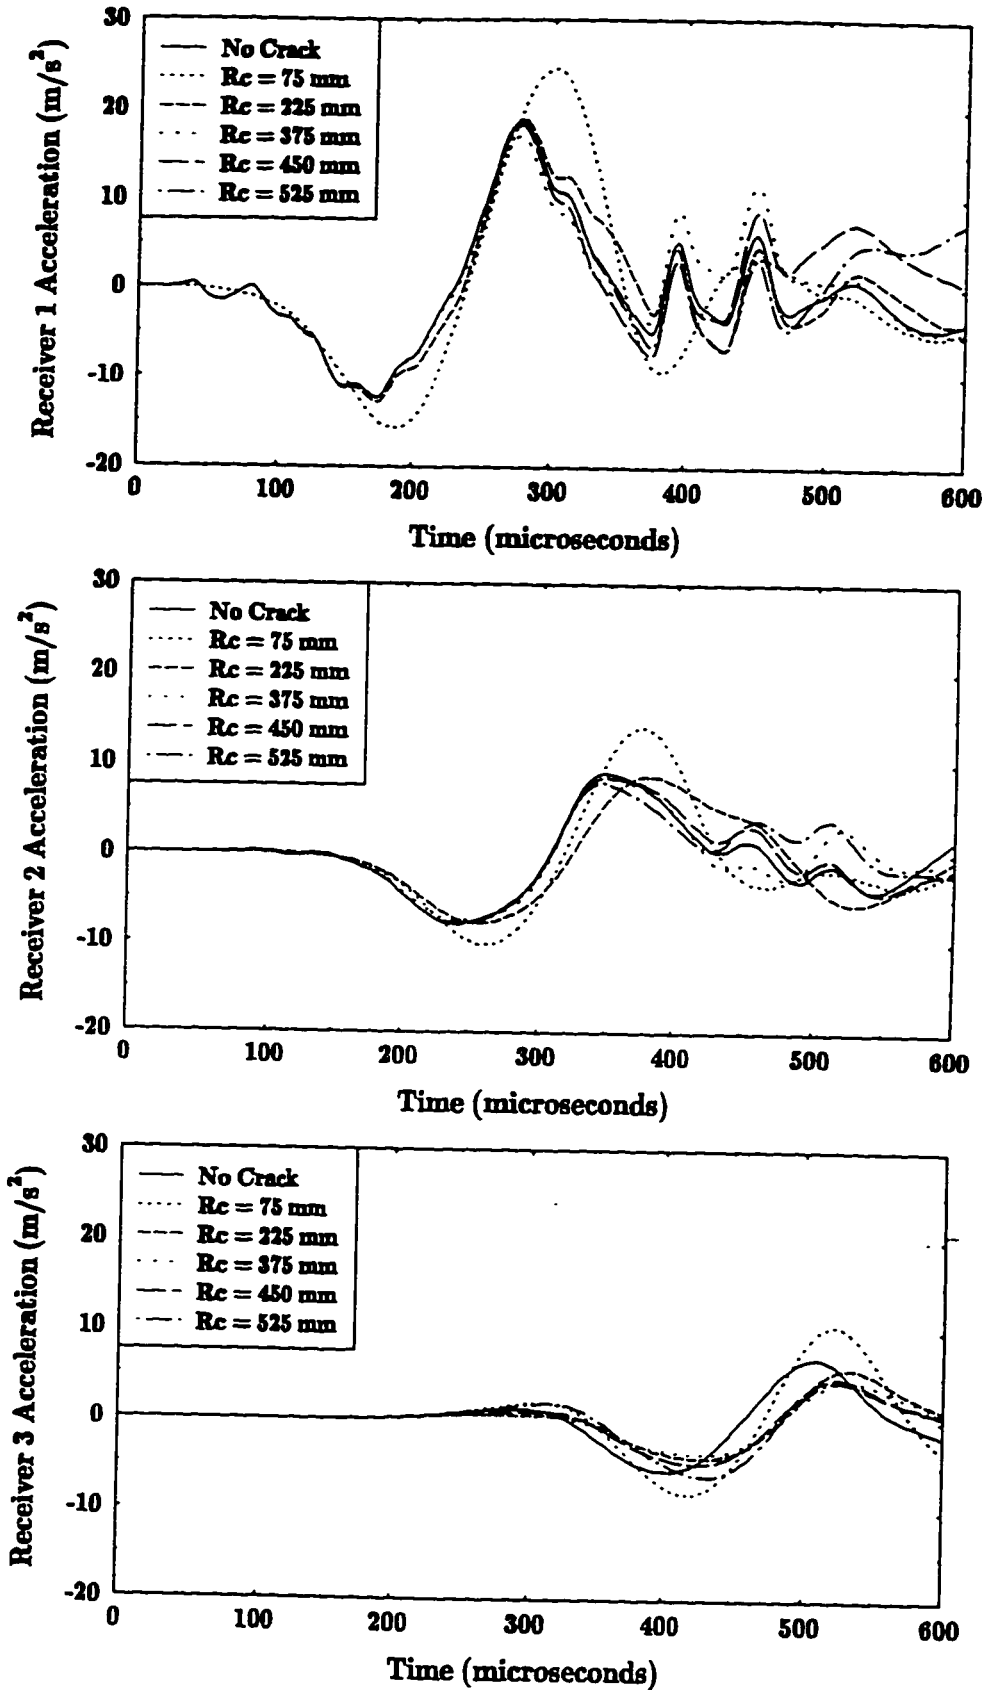 30
20
10
0
-10
-20
Receiver 1 Acceleration (m/s²)
No Crack
Rc = 75 mm
Rc = 225 mm
Rc = 375 mm
Rc = 450 mm
Rc = 525 mm
0 100 200 300 400 500 600
Time (microseconds)
30
20
10
0
-10
-20
Receiver 2 Acceleration (m/s²)
No Crack
Rc = 75 mm
Rc = 225 mm
Rc = 375 mm
Rc = 450 mm
Rc = 525 mm
0 100 200 300 400 500 600
Time (microseconds)
30
20
10
0
-10
-20
Receiver 3 Acceleration (m/s²)
No Crack
Rc = 75 mm
Rc = 225 mm
Rc = 375 mm
Rc = 450 mm
Rc = 525 mm
0 100 200 300 400 500 600
Time (microseconds)